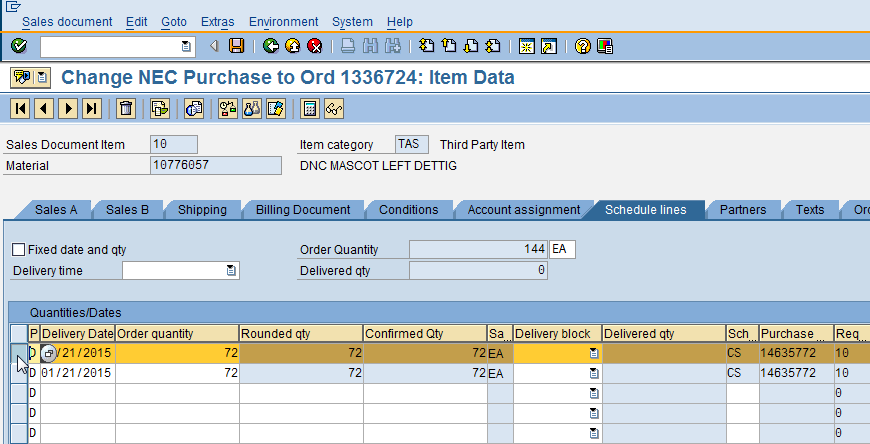 Sales document Edit Goto Extras Environment System Help
Change NEC Purchase to Ord 1336724: Item Data
Sales Document Item 10 Item category TAS Third Party Item
Material 10776057 DNC MASCOT LEFT DETTIG
Sales A Sales B Shipping Billing Document Conditions Account assignment Schedule lines Partners Texts Or
Fixed date and qty Order Quantity 144 EA
Delivery time Delivered qty 0
Quantities/Dates
P Delivery Date Order quantity Rounded qty Confirmed Qty Sa... Delivery block Delivered qty Sch... Purchase Req...
D /21/2015 72 72 72 EA CS 14635772 10
D 01/21/2015 72 72 72 EA CS 14635772 10
D 0
D 0
D 0